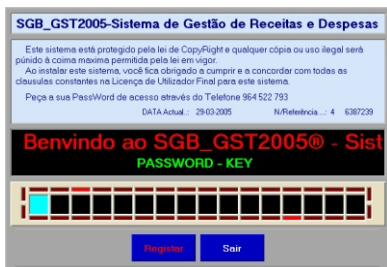 SGB_GST2005-Sistema de Gestão de Receitas e Despesas
Este sistema está protegido pela lei de CopyRight e qualquer cópia ou uso ilegal será
púnido à coima maxima permitida pela lei em vigor.
Ao instalar este sistema, você fica obrigado a cumprir e a concordar com todas as
clausulas constantes na Licença de Utilizador Final para este sistema.
Peça a sua PassWord de acesso através do Telefone 964 522 793
DATA Actual..: 29-03-2005 N/Referência....: 4 6387239
Benvindo ao SGB_GST2005® - Sist
PASSWORD - KEY
Registar Sair